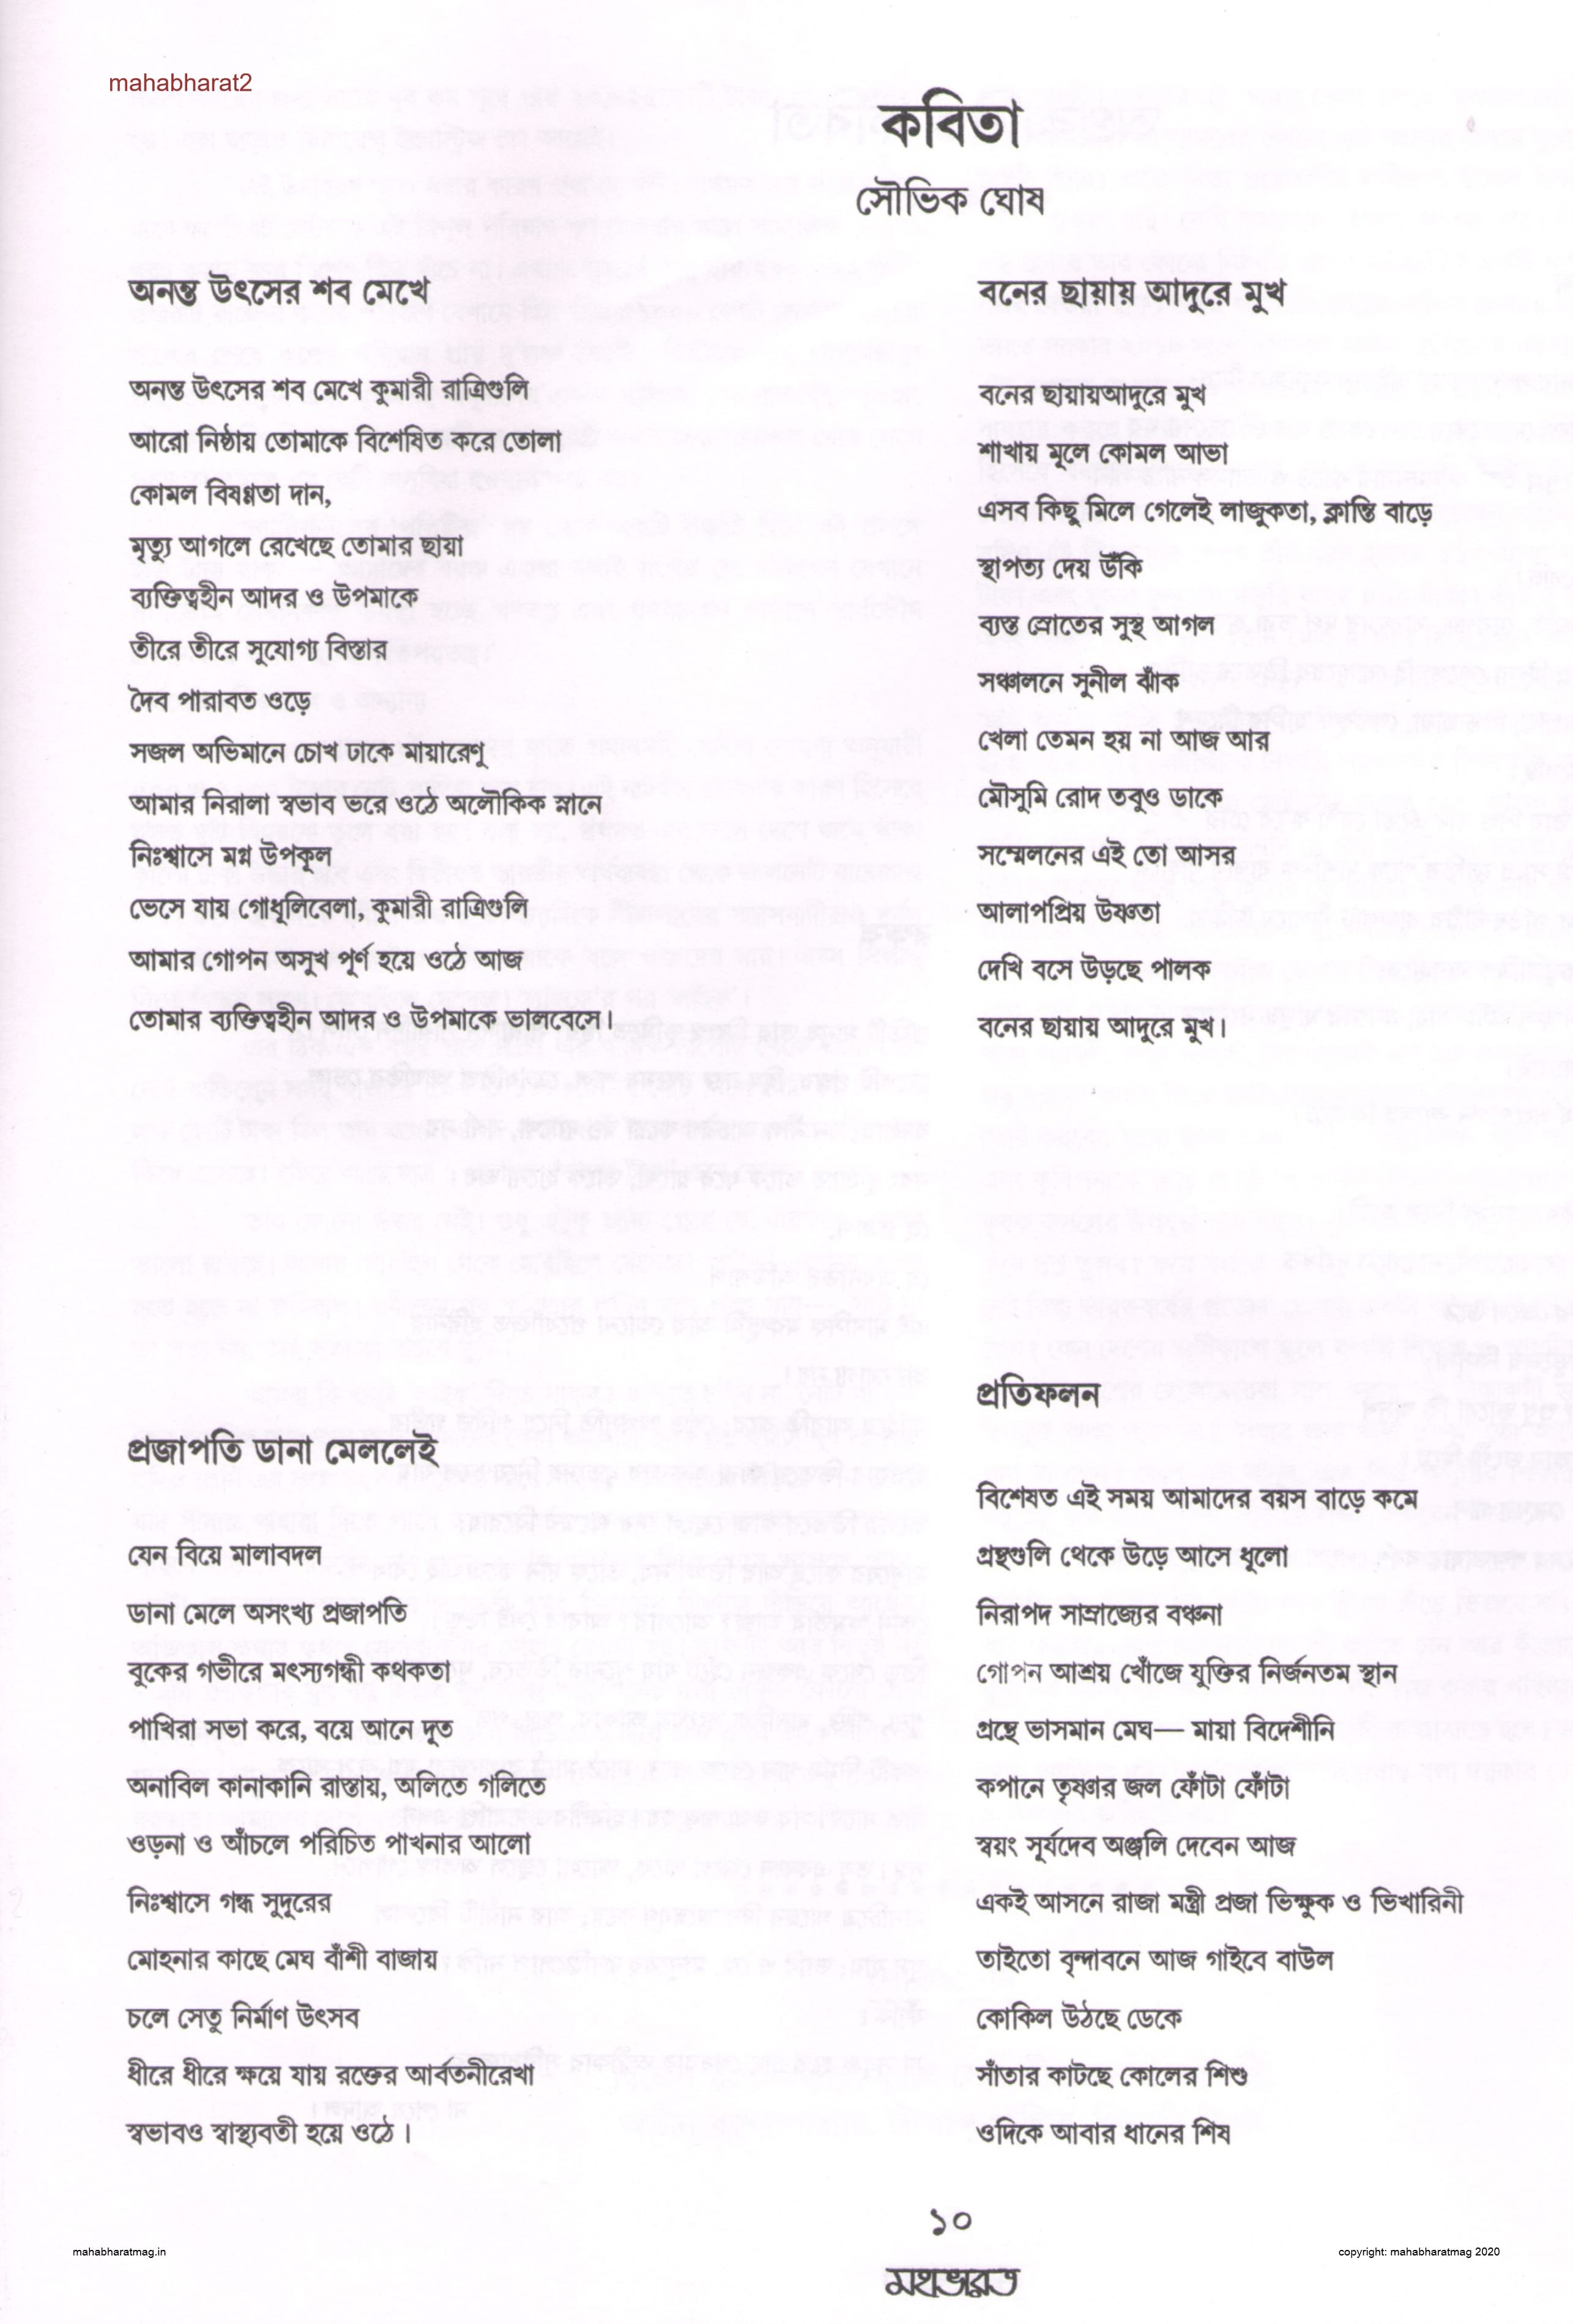 mahabharat2
কবিতা
সৌভিক ঘোষ
অনন্ত উৎসের শব মেখে
অনন্ত উৎসের শব মেখে কুমারী রাত্রিগুলি
আরো নিষ্ঠায় তোমাকে বিশেষিত করে তোলা
কোমল বিষণ্ণতা দান,
মৃত্যু আগলে রেখেছে তোমার ছায়া
ব্যক্তিত্বহীন আদর ও উপমাকে
তীরে তীরে সুযোগ্য বিস্তার
দৈব পারাবত ওড়ে
সজল অভিমানে চোখ ঢাকে মায়ারেণু
আমার নিরালা স্বভাব ভরে ওঠে অলৌকিক স্নানে
নিঃশ্বাসে মগ্ন উপকূল
ভেসে যায় গোধূলিবেলা, কুমারী রাত্রিগুলি
আমার গোপন অসুখ পূর্ণ হয়ে ওঠে আজ
তোমার ব্যক্তিত্বহীন আদর ও উপমাকে ভালবেসে।
প্রজাপতি ডানা মেললেই
যেন বিয়ে মালাবদল
ডানা মেলে অসংখ্য প্রজাপতি
বুকের গভীরে মৎস্যগন্ধী কথকতা
পাখিরা সভা করে, বয়ে আনে দূত
অনাবিল কানাকানি রাস্তায়, অলিতে গলিতে
ওড়না ও আঁচলে পরিচিত পাখনার আলো
নিঃশ্বাসে গন্ধ সুদূরের
মোহনার কাছে মেঘ বাঁশী বাজায়
চলে সেতু নির্মাণ উৎসব
ধীরে ধীরে ক্ষয়ে যায় রক্তের আর্বতনীরেখা
স্বভাবও স্বাস্থ্যবতী হয়ে ওঠে।
বনের ছায়ায় আদুরে মুখ
বনের ছায়ায়আদুরে মুখ
শাখায় মূলে কোমল আভা
এসব কিছু মিলে গেলেই লাজুকতা, ক্লান্তি বাড়ে
স্থাপত্য দেয় উঁকি
ব্যস্ত স্রোতের সুস্থ আগল
সঞ্চালনে সুনীল ঝাঁক
খেলা তেমন হয় না আজ আর
মৌসুমি রোদ তবুও ডাকে
সম্মেলনের এই তো আসর
আলাপপ্রিয় উষ্ণতা
দেখি বসে উড়ছে পালক
বনের ছায়ায় আদুরে মুখ।
প্রতিফলন
বিশেষত এই সময় আমাদের বয়স বাড়ে কমে
গ্রন্থগুলি থেকে উড়ে আসে ধূলো
নিরাপদ সাম্রাজ্যের বঞ্চনা
গোপন আশ্রয় খোঁজে যুক্তির নির্জনতম স্থান
গ্রন্থে ভাসমান মেঘ— মায়া বিদেশীনি
কপানে তৃষ্ণার জল ফোঁটা ফোঁটা
স্বয়ং সূর্যদেব অঞ্জলি দেবেন আজ
একই আসনে রাজা মন্ত্রী প্রজা ভিক্ষুক ও ভিখারিনী
তাইতো বৃন্দাবনে আজ গাইবে বাউল
কোকিল উঠছে ডেকে
সাঁতার কাটছে কোলের শিশু
ওদিকে আবার ধানের শিষ
১০
mahabharatmag.in
copyright: mahabharatmag 2020
মহাভারত